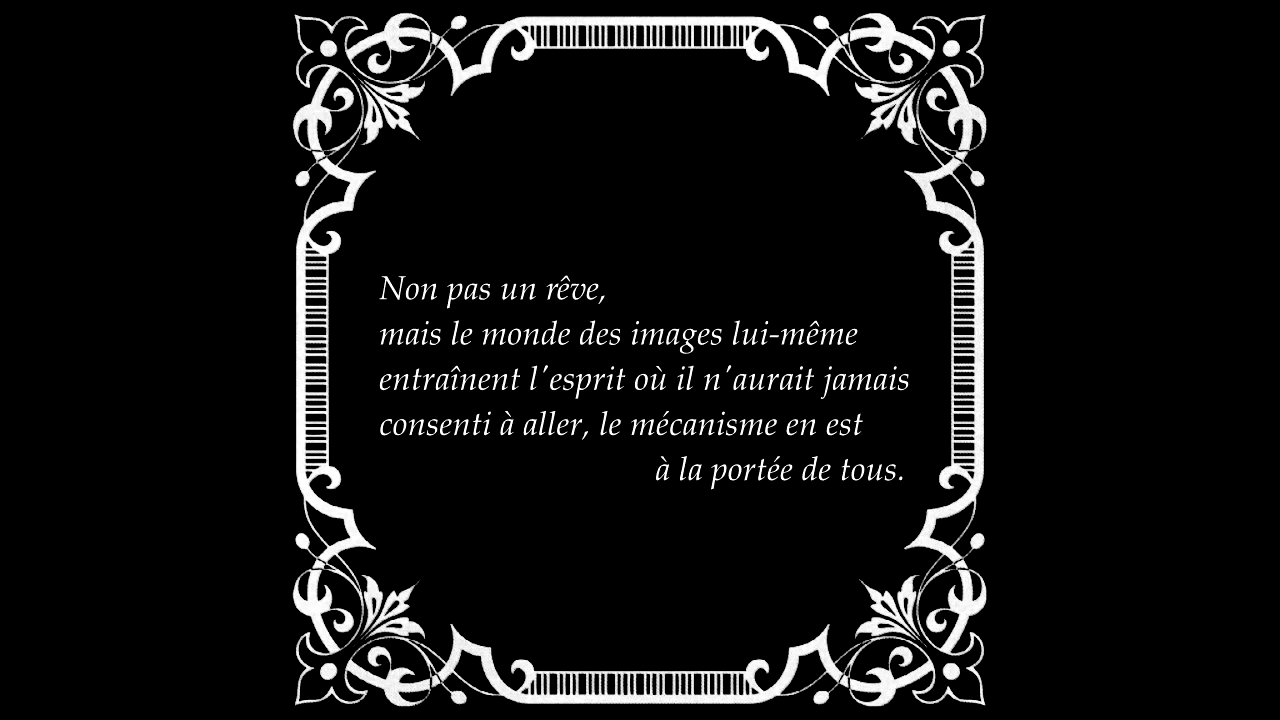 Non pas un rêve,
mais le monde des images lui-même
entraînent l'esprit où il n'aurait jamais
consenti à aller, le mécanisme en est
à la portée de tous.